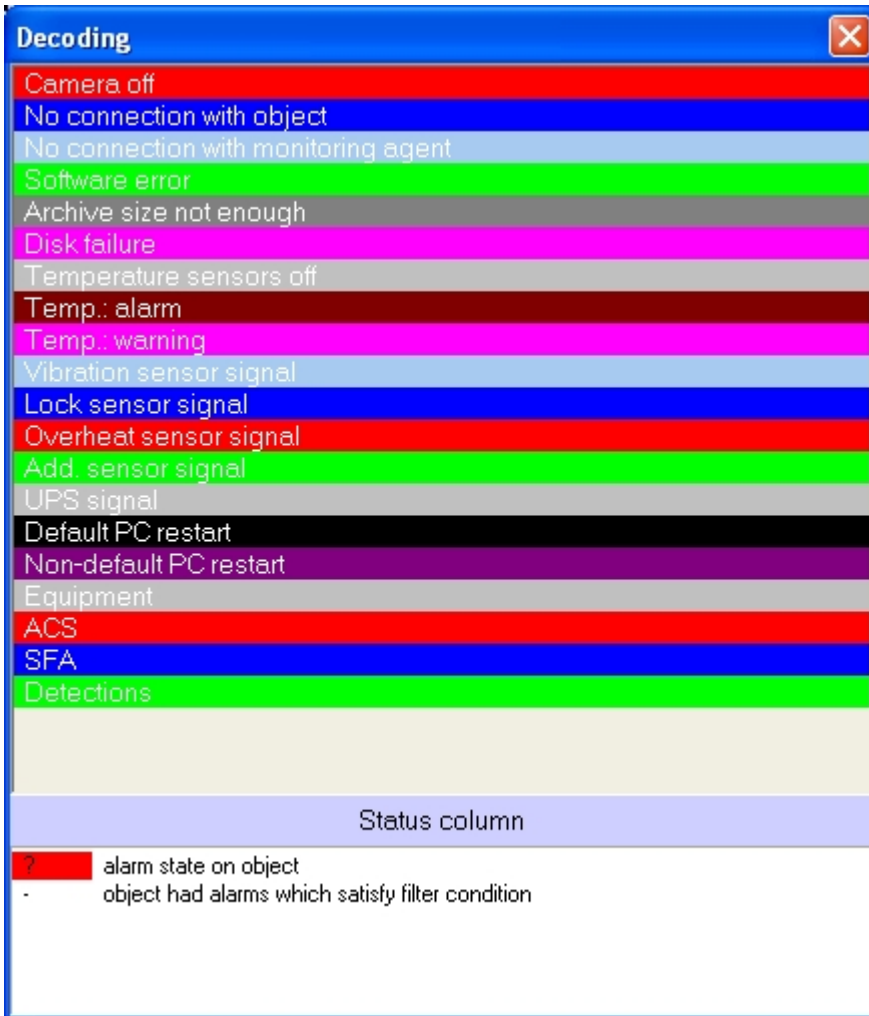 Decoding
Camera off
No connection with object
No connection with monitoring agent
Software error
Archive size not enough
Disk failure
Temperature sensors off
Temp.: alarm
Temp.: warning
Vibration sensor signal
Lock sensor signal
Overheat sensor signal
Add. sensor signal
UPS signal
Default PC restart
Non-default PC restart
Equipment
ACS
SFA
Detections
Status column
? alarm state on object
- object had alarms which satisfy filter condition